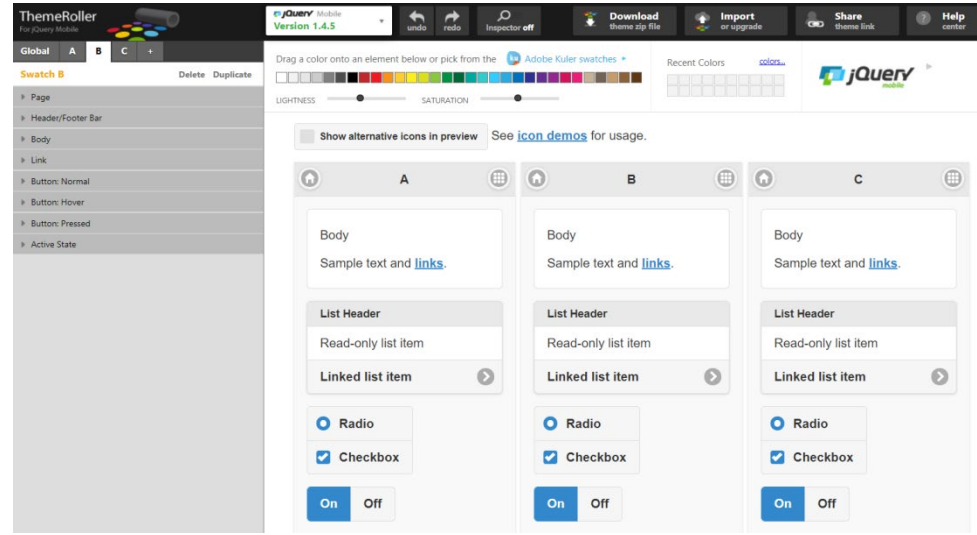 ThemeRoller
For jQuery Mobile
jQuery Mobile
Version 1.4.5
undo
redo
Inspector off
Download
theme zip file
Import
or upgrade
Share
theme link
Help
center
Global A B C +
Swatch B Delete Duplicate
Page
Header/Footer Bar
Body
Link
Button: Normal
Button: Hover
Button: Pressed
Active State
Drag a color onto an element below or pick from the Adobe Kuler swatches
LIGHTNESS SATURATION
Recent Colors colors...
jQuery
mobile
Show alternative icons in preview See icon demos for usage.
A
Body
Sample text and links.
List Header
Read-only list item
Linked list item
Radio
Checkbox
On Off
B
Body
Sample text and links.
List Header
Read-only list item
Linked list item
Radio
Checkbox
On Off
C
Body
Sample text and links.
List Header
Read-only list item
Linked list item
Radio
Checkbox
On Off